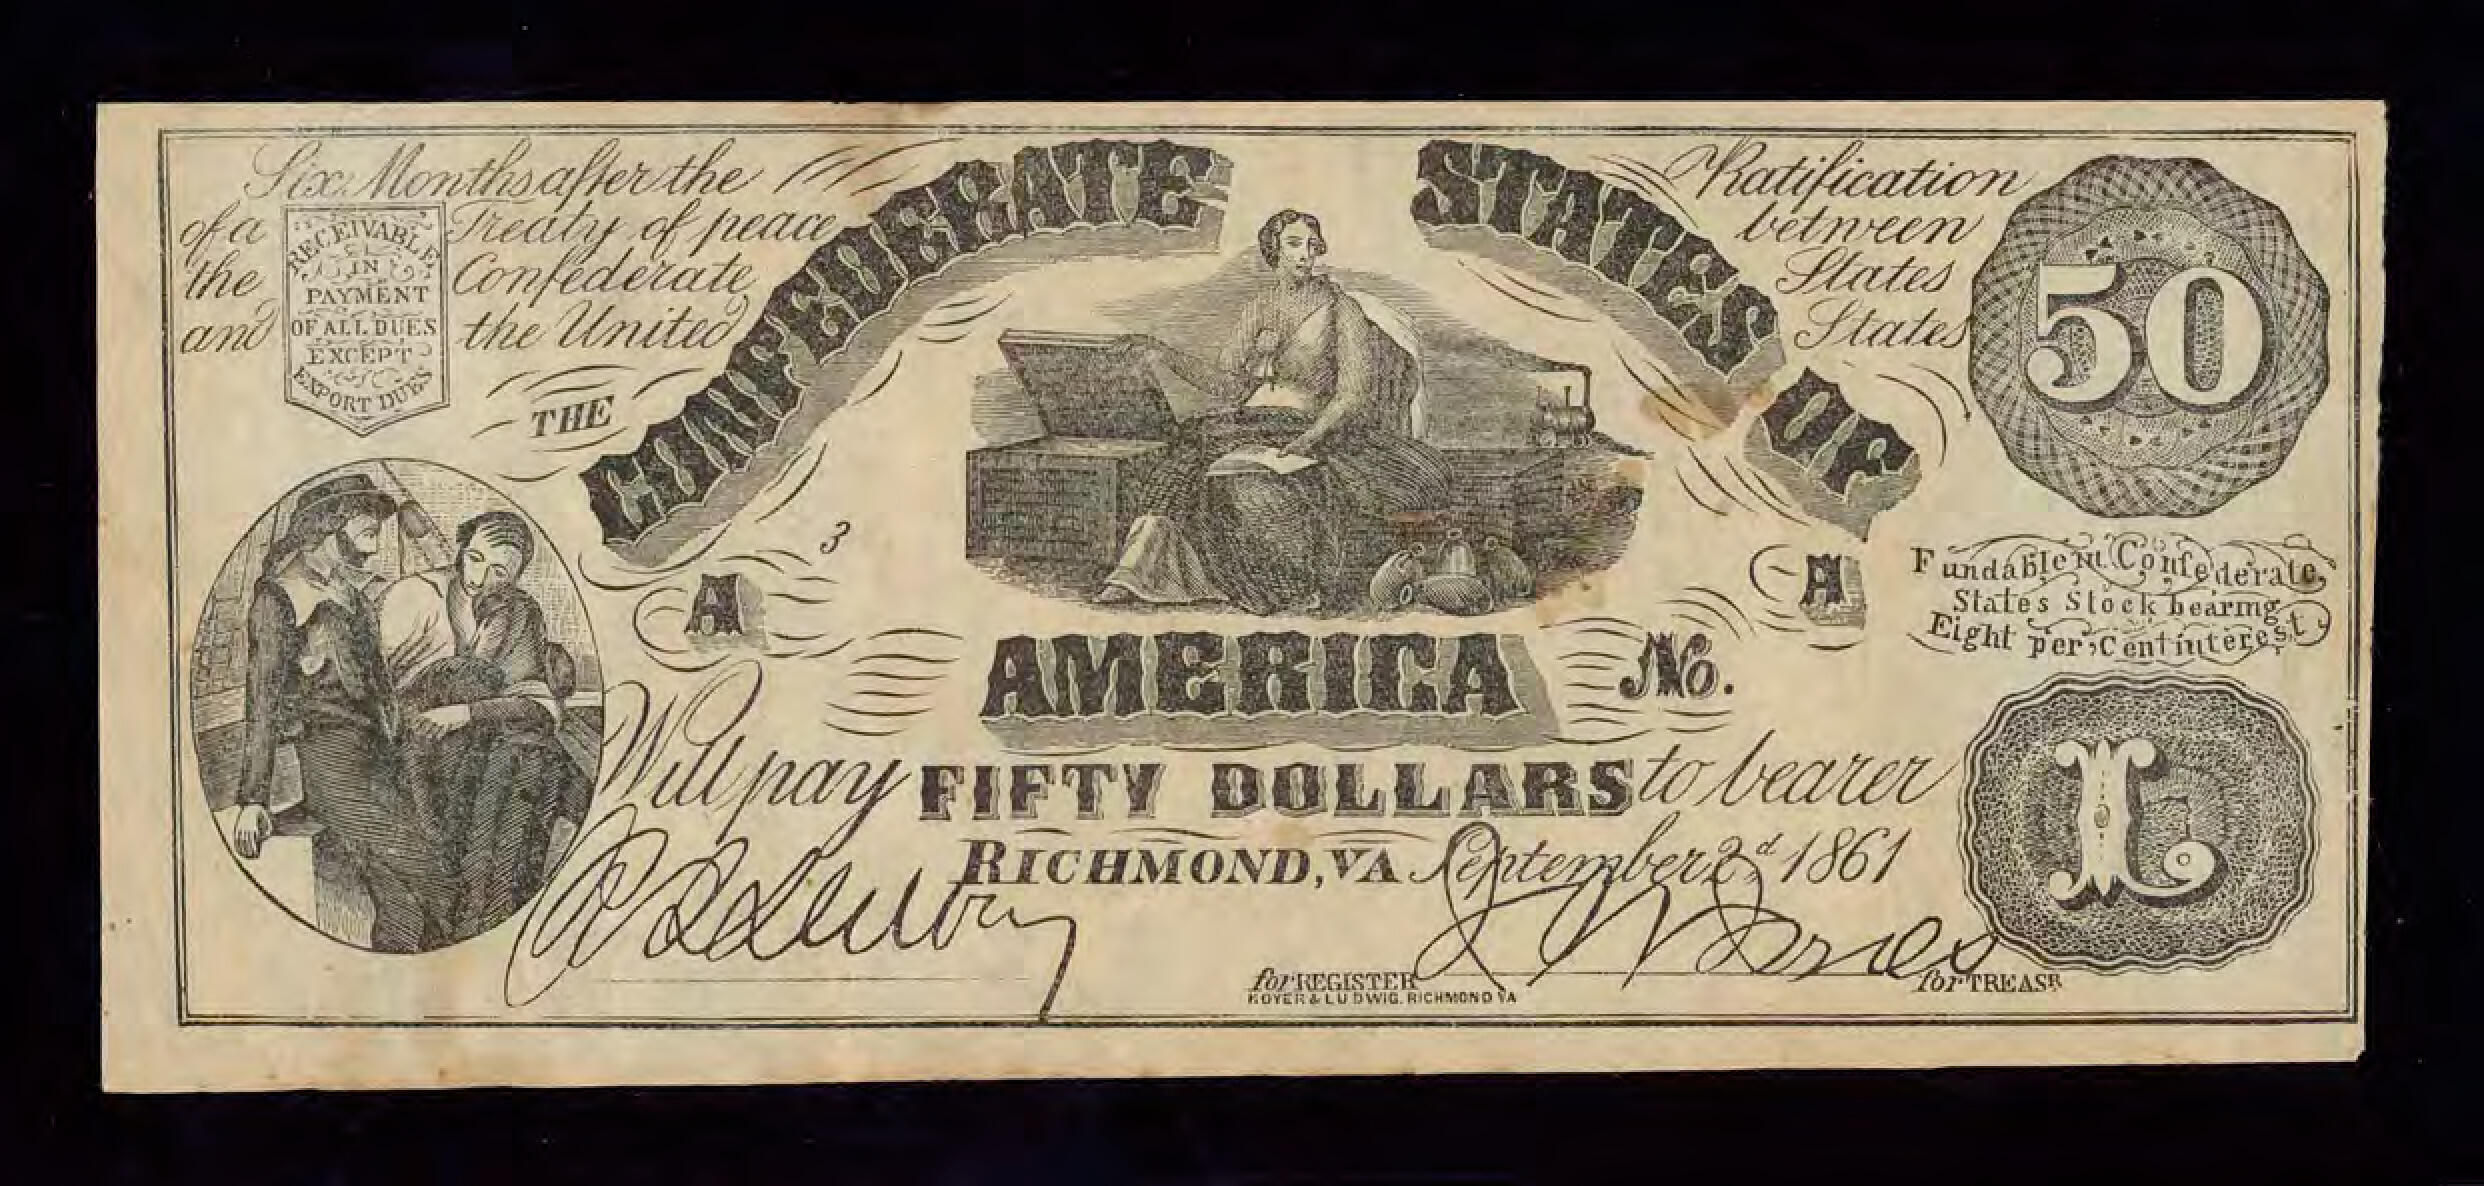 Six Months after the Ratification
of a Treaty of peace between
the Confederate States
and the United States
RECEIVABLE
IN
PAYMENT
OF ALL DUES
EXCEPT
EXPORT DUES
50
THE
CONFEDERATE STATES OF
3
A
A
AMERICA
No.
Fundable in Confederate
States Stock bearing
Eight per Cent interest
Will pay FIFTY DOLLARS to bearer
RICHMOND, VA September 2d 1861
L
for REGISTER
for TREASR
HOYER & LUDWIG. RICHMOND VA